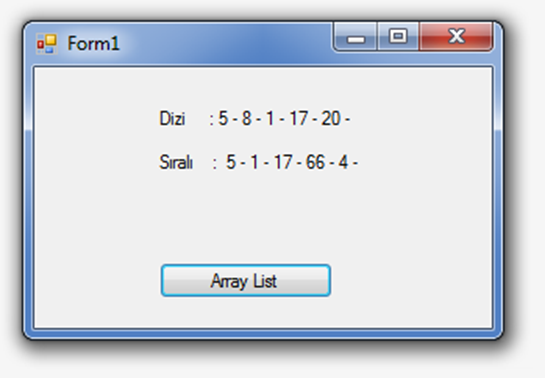 Form1
Dizi : 5 - 8 - 1 - 17 - 20 -
Sıralı : 5 - 1 - 17 - 66 - 4 -
Array List